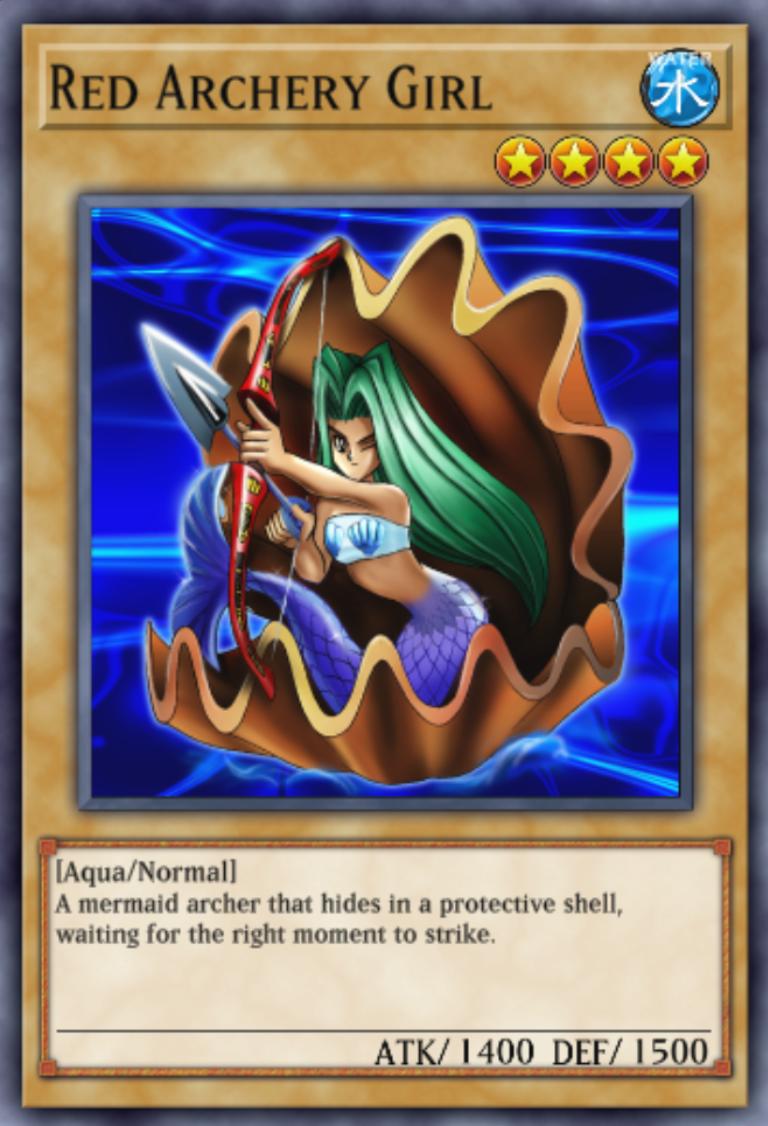 Red Archery Girl
WATER
水
[Aqua/Normal]
A mermaid archer that hides in a protective shell,
waiting for the right moment to strike.
ATK/ 1400 DEF/ 1500